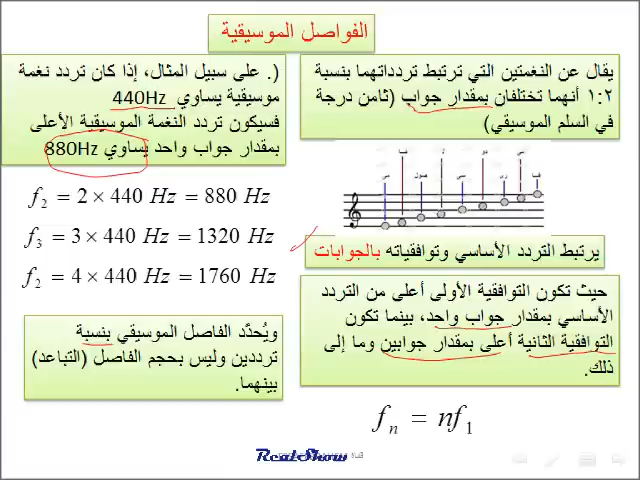 الفواصل الموسيقية
يقال عن النغمتين التي ترتبط تردداتهما بنسبة
١:٢ أنهما تختلفان بمقدار جواب (ثامن درجة
في السلم الموسيقي)
(. على سبيل المثال، إذا كان تردد نغمة
موسيقية يساوي 440Hz
فسيكون تردد النغمة الموسيقية الأعلى
بمقدار جواب واحد يساوي 880Hz
f₂ = 2 × 440 Hz = 880 Hz
f₃ = 3 × 440 Hz = 1320 Hz
f₂ = 4 × 440 Hz = 1760 Hz
يرتبط التردد الأساسي وتوافقياته بالجوابات
حيث تكون التوافقية الأولى أعلى من التردد
الأساسي بمقدار جواب واحد، بينما تكون
التوافقية الثانية أعلى بمقدار جوابين وما إلى
ذلك.
ويُحدَّد الفاصل الموسيقي بنسبة
ترددين وليس بحجم الفاصل (التباعد)
بينهما.
fₙ = nf₁
RealShow
قناة